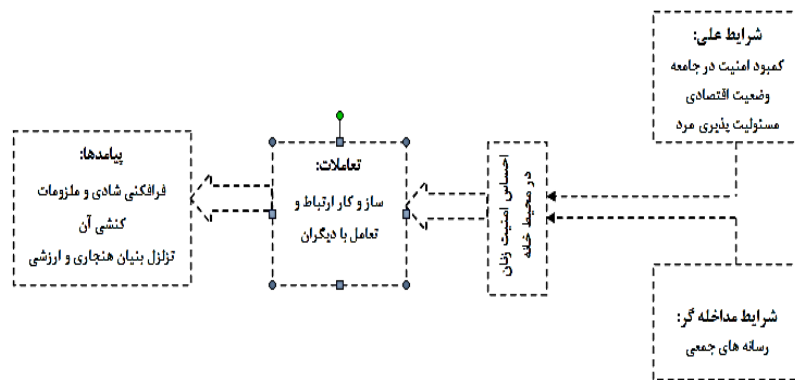 شرایط علی:
کمبود امنیت در جامعه
وضعیت اقتصادی
مسئولیت پذیری مرد
احساس امنیت زنان
در محیط خانه
تعاملات:
ساز و کار ارتباط و
تعامل با دیگران
پیامدها:
فرافکنی شادی و ملزومات
کنشی آن
تزلزل بنیان هنجاری و ارزشی
شرایط مداخله گر:
رسانه های جمعی